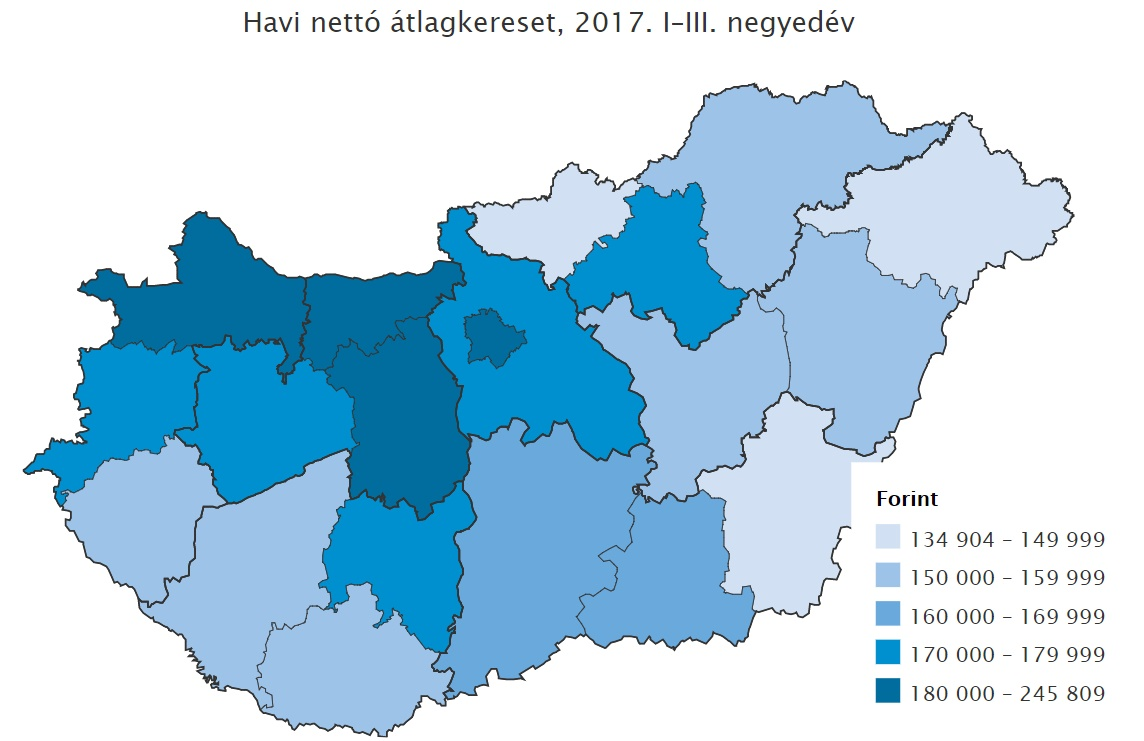 Havi nettó átlagkereset, 2017. I–III. negyedév
Forint
134 904 – 149 999
150 000 – 159 999
160 000 – 169 999
170 000 – 179 999
180 000 – 245 809